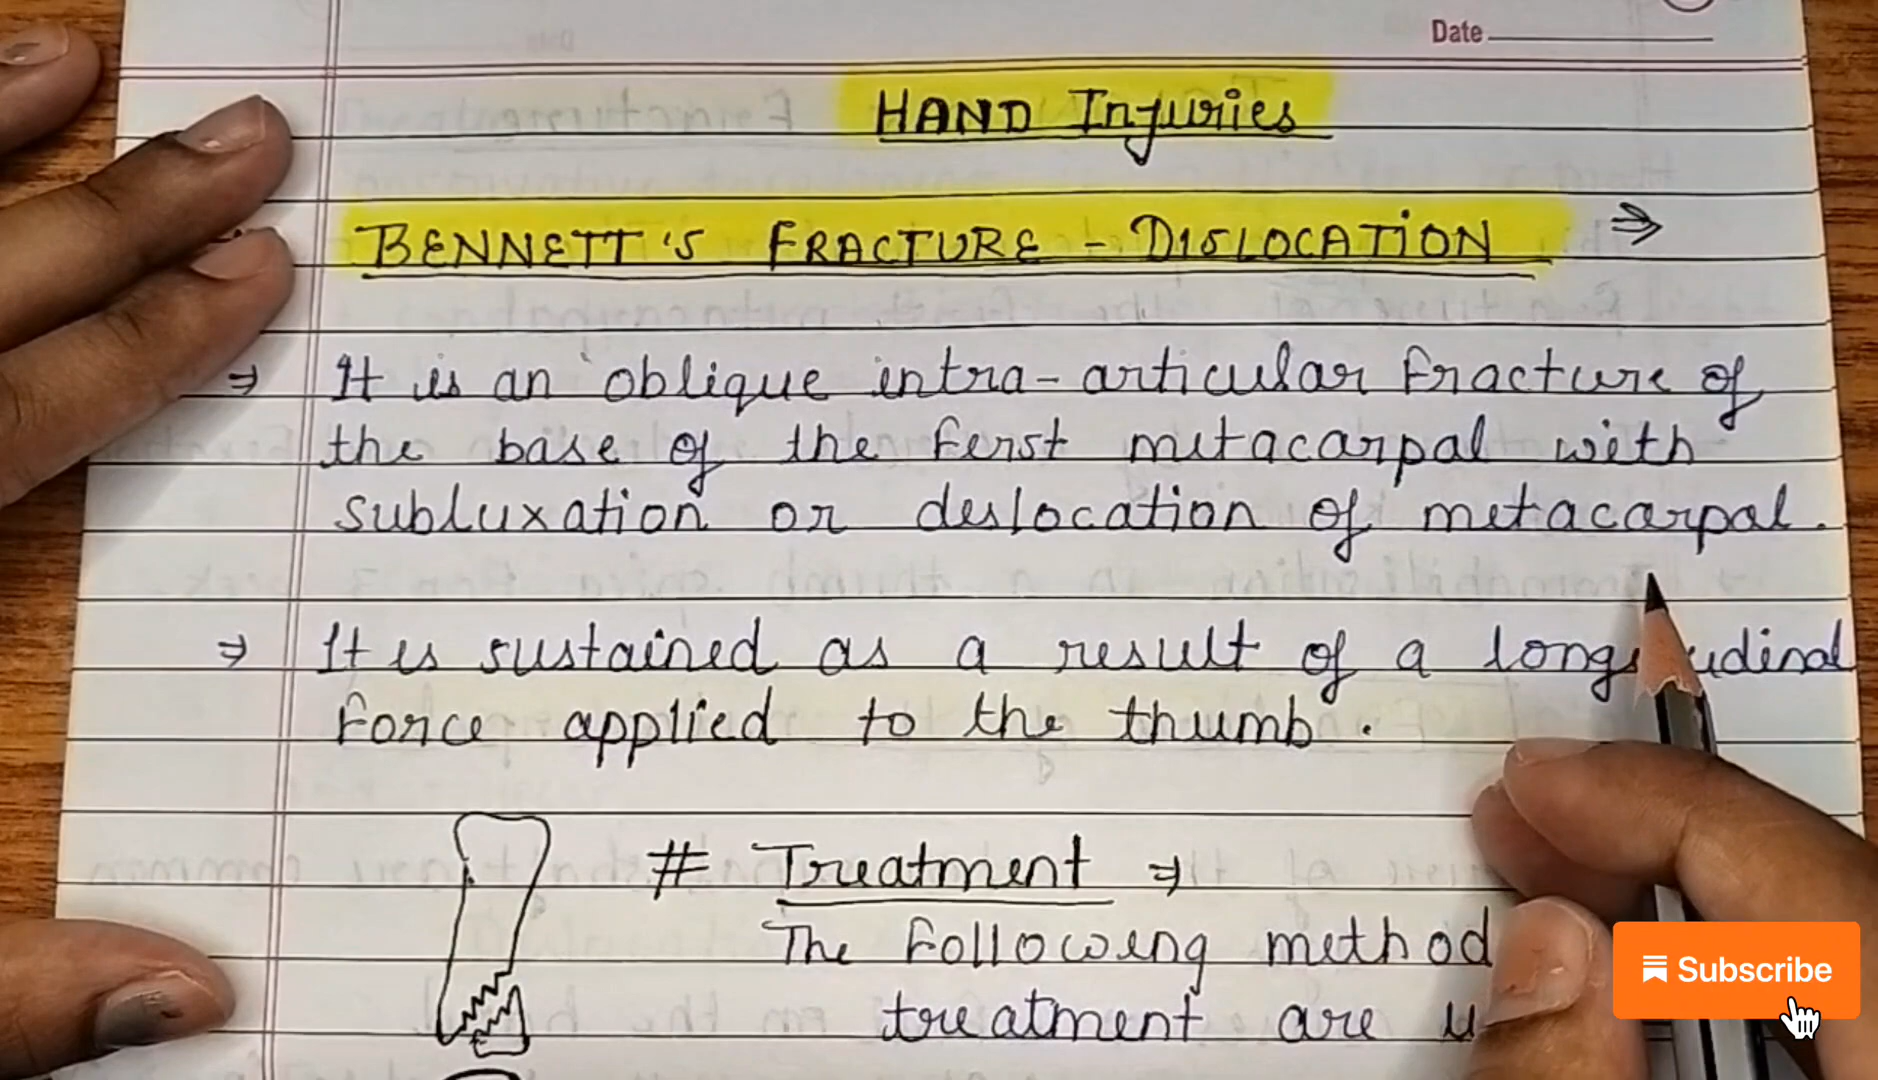 Date
HAND Injuries
BENNETT's FRACTURE - DISLOCATION ⇒
⇒ It is an oblique intra-articular fracture of
the base of the first metacarpal with
subluxation or dislocation of metacarpal.
⇒ It is sustained as a result of a
force applied to the thumb.
# Treatment ⇒
The following method
treatment are
Subscribe